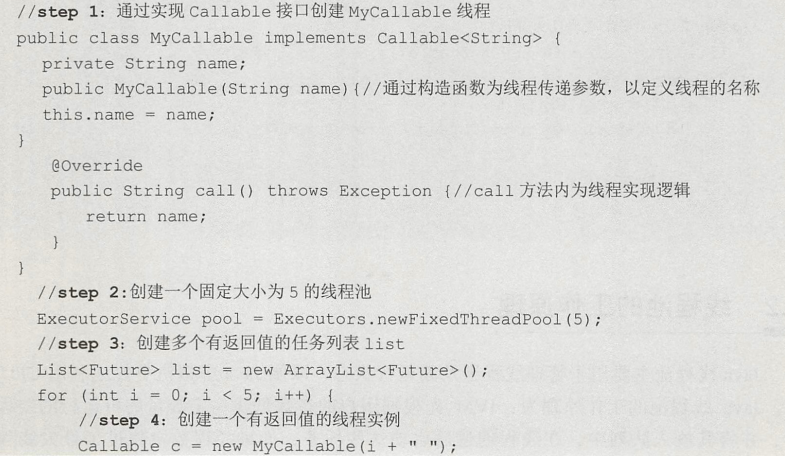 //step 1: 通过实现 Callable 接口创建 MyCallable 线程
public class MyCallable implements Callable<String> {
private String name;
public MyCallable(String name){//通过构造函数为线程传递参数，以定义线程的名称
this.name = name;
}
@Override
public String call() throws Exception {//call 方法内为线程实现逻辑
return name;
}
}
//step 2:创建一个固定大小为 5 的线程池
ExecutorService pool = Executors.newFixedThreadPool(5);
//step 3: 创建多个有返回值的任务列表 list
List<Future> list = new ArrayList<Future>();
for (int i = 0; i < 5; i++) {
//step 4: 创建一个有返回值的线程实例
Callable c = new MyCallable(i + " ");